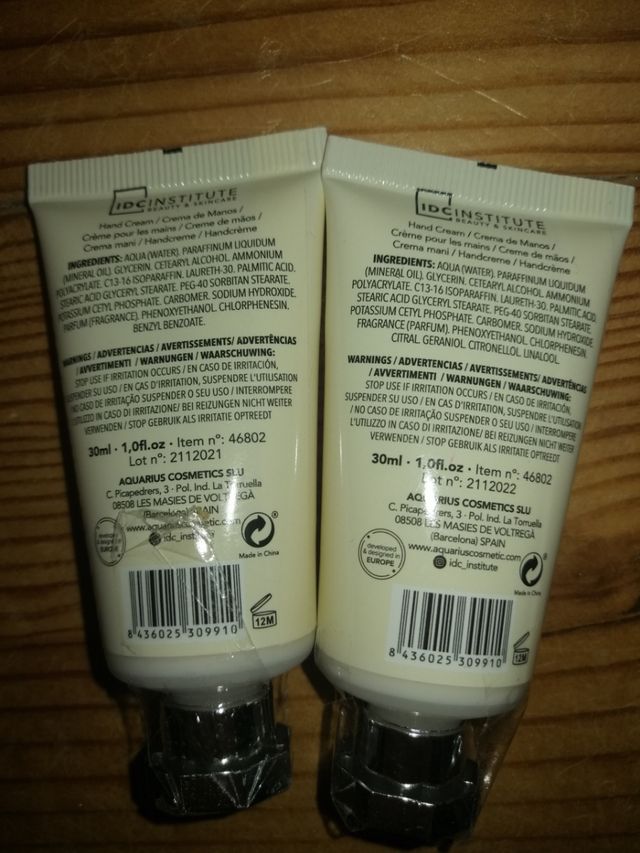 IDC INSTITUTE
BEAUTY & SKINCARE
Hand Cream / Crema de Manos /
Crème pour les mains / Creme de mãos /
Crema mani / Handcreme / Handcrème
INGREDIENTS: AQUA (WATER). PARAFFINUM LIQUIDUM
(MINERAL OIL). GLYCERIN. CETEARYL ALCOHOL. AMMONIUM
POLYACRYLATE. C13-16 ISOPARAFFIN. LAURETH-30. PALMITIC ACID.
STEARIC ACID GLYCERYL STEARATE. PEG-40 SORBITAN STEARATE.
POTASSIUM CETYL PHOSPHATE. CARBOMER. SODIUM HYDROXIDE.
PARFUM (FRAGRANCE). PHENOXYETHANOL. CHLORPHENESIN.
BENZYL BENZOATE.
WARNINGS / ADVERTENCIAS / AVERTISSEMENTS / ADVERTÊNCIAS
/ AVVERTIMENTI / WARNUNGEN / WAARSCHUWING:
STOP USE IF IRRITATION OCCURS / EN CASO DE IRRITACIÓN,
SUSPENDER SU USO / EN CAS D'IRRITATION, SUSPENDRE L'UTILISATION
/ NO CASO DE IRRITAÇÃO SUSPENDER O SEU USO / INTERROMPERE
L'UTILIZZO IN CASO DI IRRITAZIONE/ BEI REIZUNGEN NICHT WEITER
VERWENDEN / STOP GEBRUIK ALS IRRITATIE OPTREEDT
30ml · 1,0fl.oz · Item nº: 46802
Lot nº: 2112021
AQUARIUS COSMETICS SLU
C. Picapedrers, 3 · Pol. Ind. La Torruella
08508 LES MASIES DE VOLTREGÀ
(Barcelona) SPAIN
www.aquariuscosmetic.com
idc_institute
developed
& designed in
EUROPE
Made in China
8 436025 309910
12M
IDC INSTITUTE
BEAUTY & SKINCARE
Hand Cream / Crema de Manos /
Crème pour les mains / Creme de mãos /
Crema mani / Handcreme / Handcrème
INGREDIENTS: AQUA (WATER). PARAFFINUM LIQUIDUM
(MINERAL OIL). GLYCERIN. CETEARYL ALCOHOL. AMMONIUM
POLYACRYLATE. C13-16 ISOPARAFFIN. LAURETH-30. PALMITIC ACID.
STEARIC ACID GLYCERYL STEARATE. PEG-40 SORBITAN STEARATE.
POTASSIUM CETYL PHOSPHATE. CARBOMER. SODIUM HYDROXIDE.
FRAGRANCE (PARFUM). PHENOXYETHANOL. CHLORPHENESIN.
CITRAL. GERANIOL. CITRONELLOL. LINALOOL.
WARNINGS / ADVERTENCIAS / AVERTISSEMENTS / ADVERTÊNCIAS
/ AVVERTIMENTI / WARNUNGEN / WAARSCHUWING:
STOP USE IF IRRITATION OCCURS / EN CASO DE IRRITACIÓN,
SUSPENDER SU USO / EN CAS D'IRRITATION, SUSPENDRE L'UTILISATION
/ NO CASO DE IRRITAÇÃO SUSPENDER O SEU USO / INTERROMPERE
L'UTILIZZO IN CASO DI IRRITAZIONE/ BEI REIZUNGEN NICHT WEITER
VERWENDEN / STOP GEBRUIK ALS IRRITATIE OPTREEDT
30ml · 1,0fl.oz · Item nº: 46802
Lot nº: 2112022
AQUARIUS COSMETICS SLU
C. Picapedrers, 3 · Pol. Ind. La Torruella
08508 LES MASIES DE VOLTREGÀ
(Barcelona) SPAIN
www.aquariuscosmetic.com
idc_institute
developed
& designed in
EUROPE
Made in China
8 436025 309910
12M